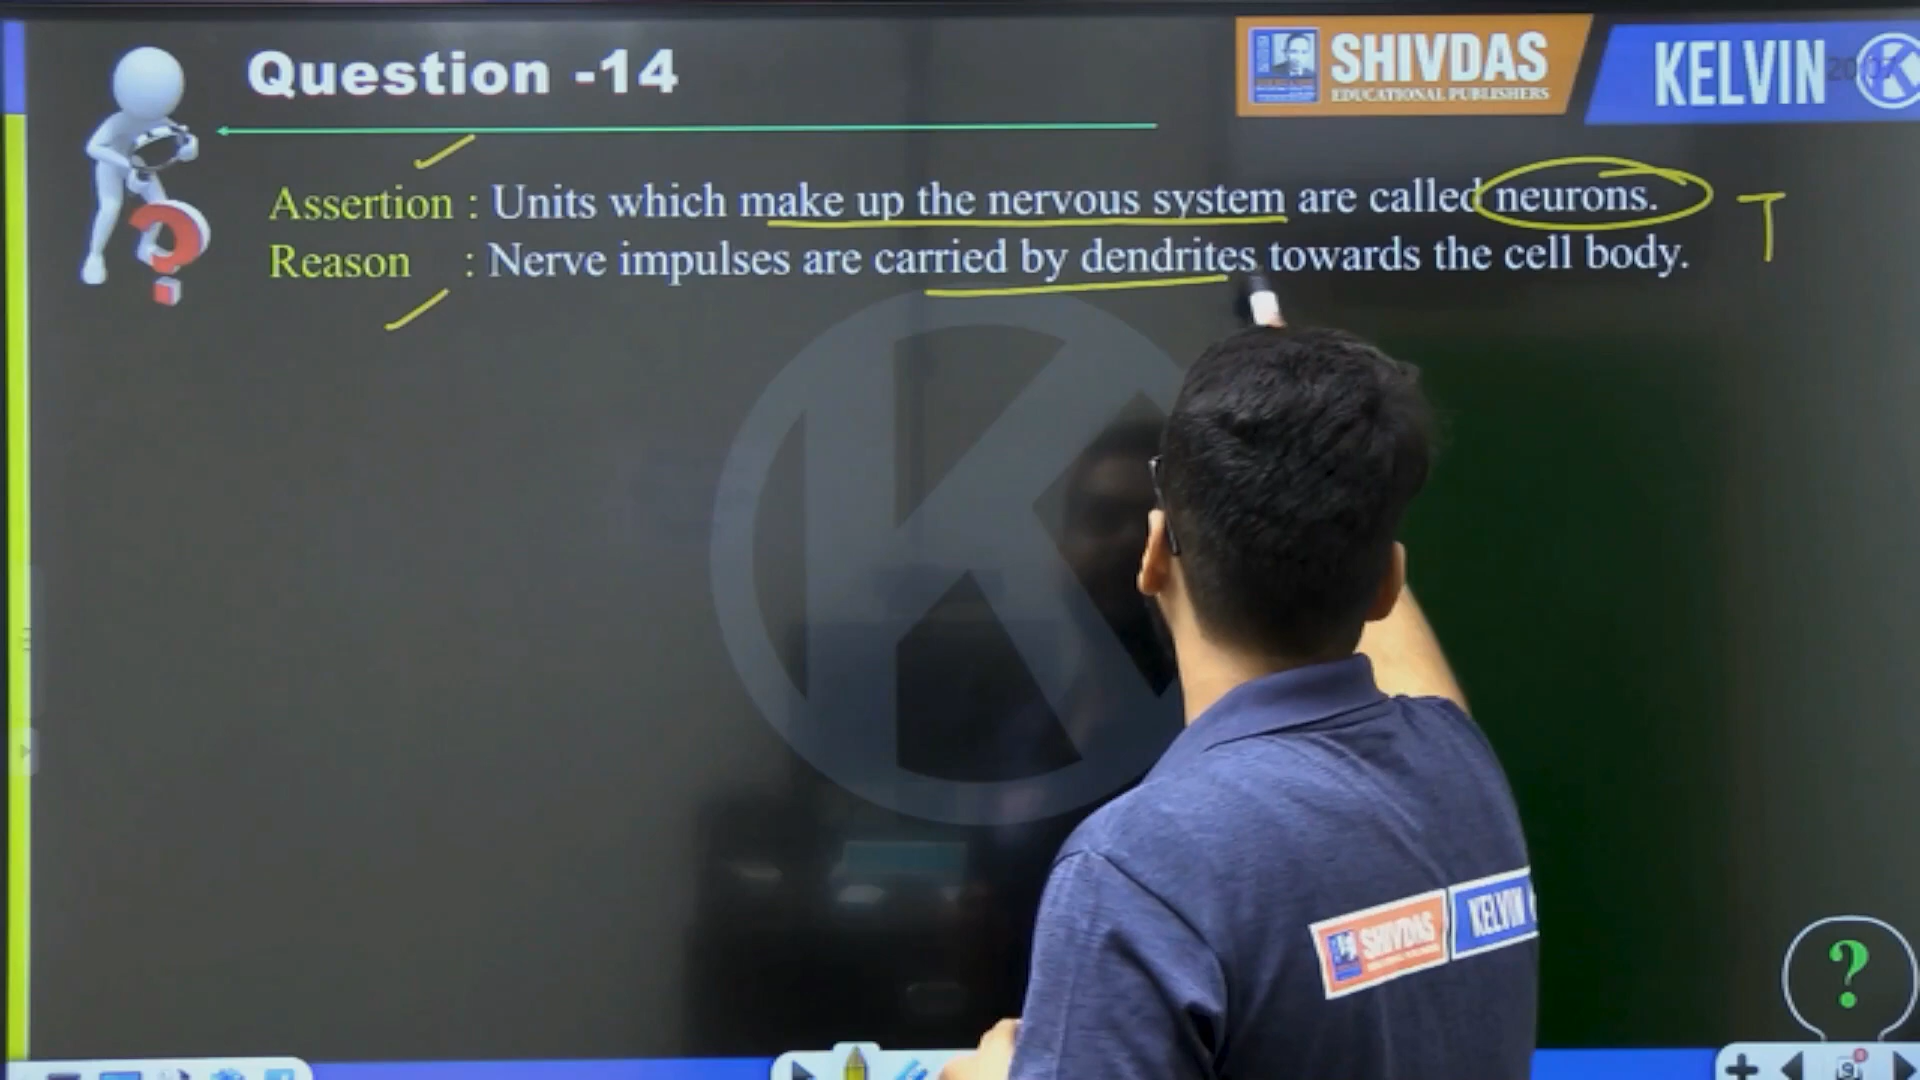 Question -14
SHIVDAS
EDUCATIONAL PUBLISHERS
KELVIN
Assertion : Units which make up the nervous system are called neurons.
T
Reason : Nerve impulses are carried by dendrites towards the cell body.
SHIVDAS
KELVIN
?